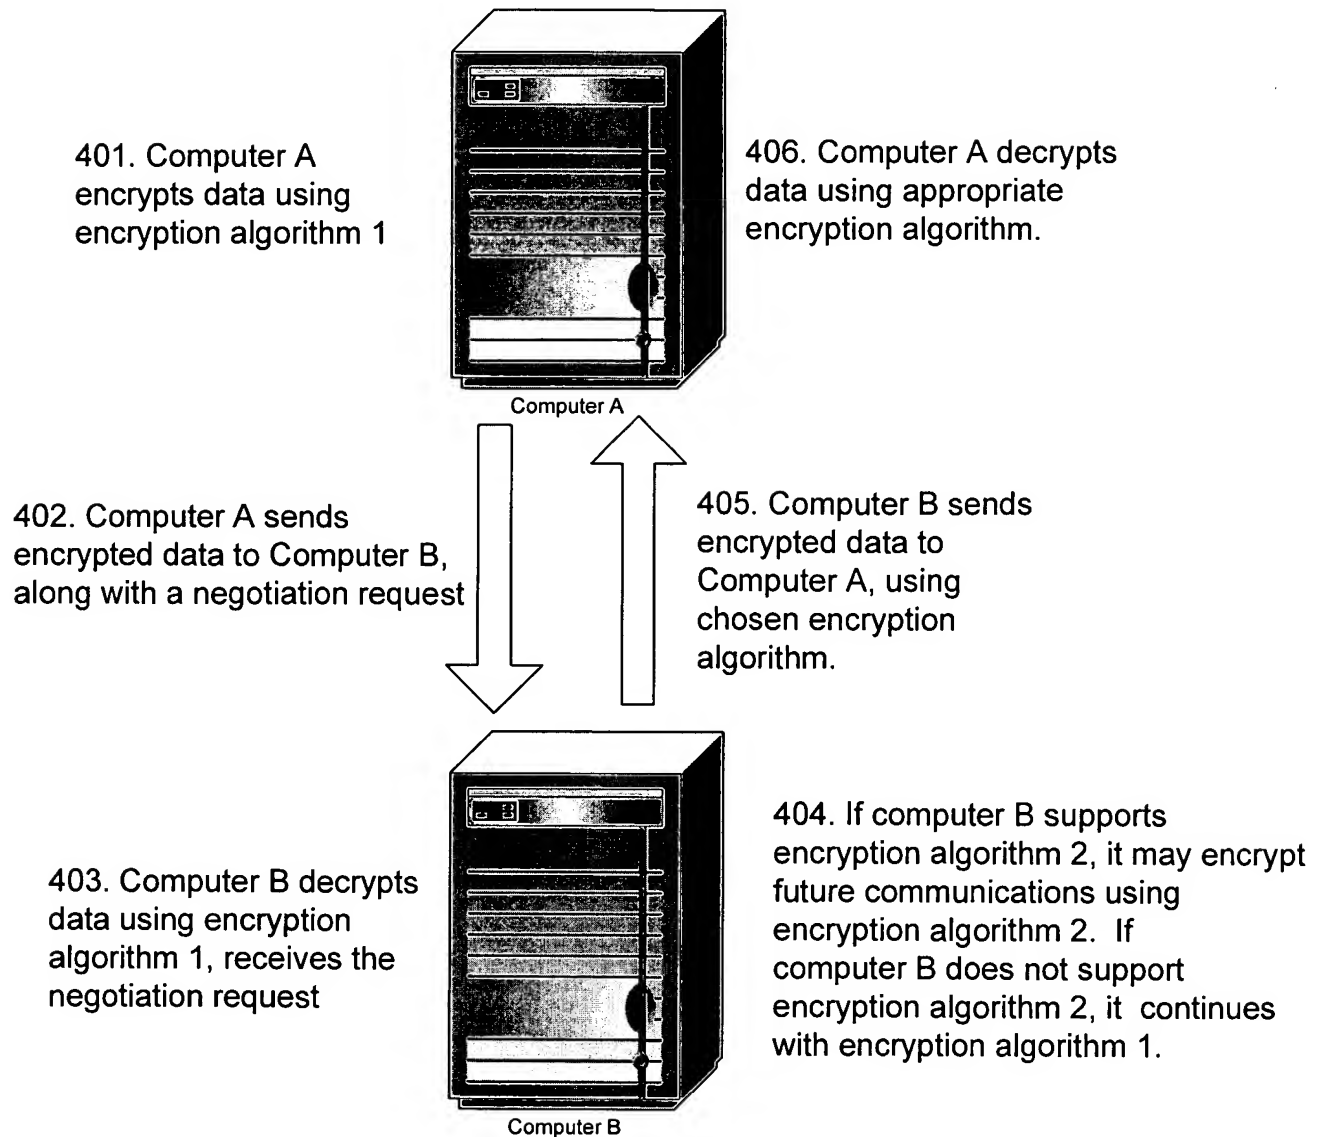 401. Computer A
encrypts data using
encryption algorithm 1
406. Computer A decrypts
data using appropriate
encryption algorithm.
Computer A
402. Computer A sends
encrypted data to Computer B,
along with a negotiation request
405. Computer B sends
encrypted data to
Computer A, using
chosen encryption
algorithm.
403. Computer B decrypts
data using encryption
algorithm 1, receives the
negotiation request
404. If computer B supports
encryption algorithm 2, it may encrypt
future communications using
encryption algorithm 2. If
computer B does not support
encryption algorithm 2, it continues
with encryption algorithm 1.
Computer B